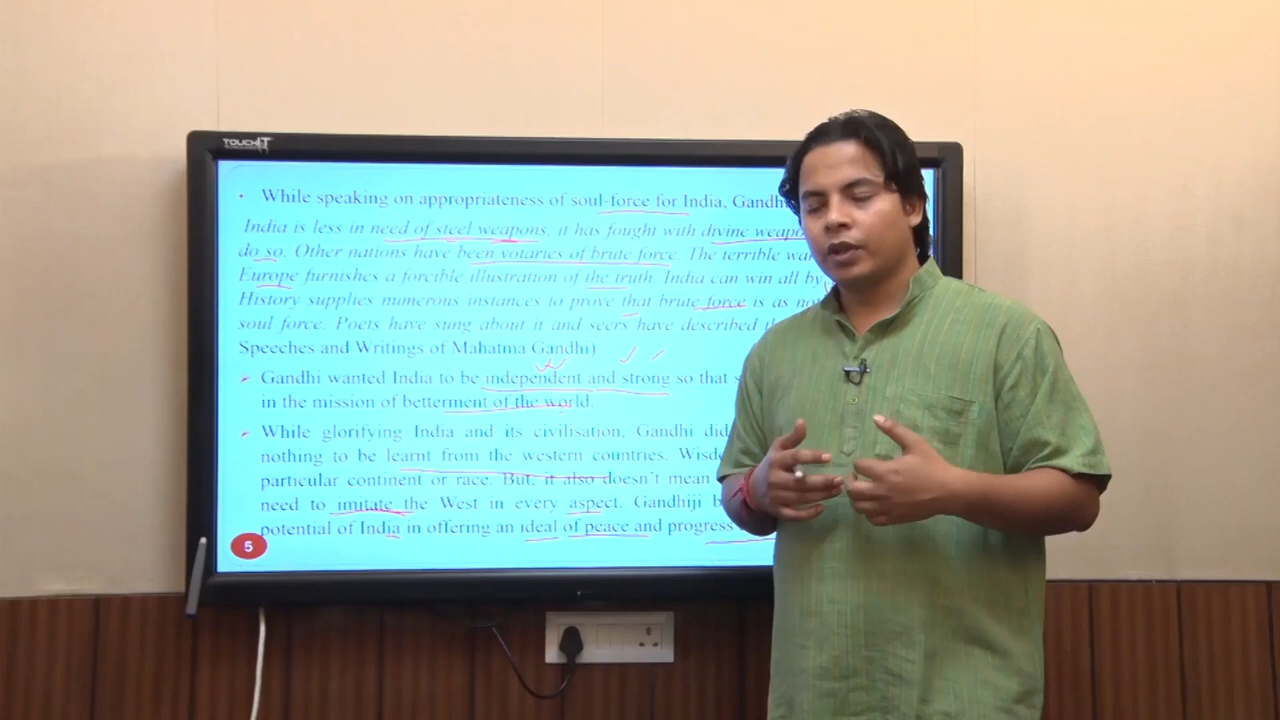 TOUCHIT
• While speaking on appropriateness of soul-force for India, Gandhi
India is less in need of steel weapons, it has fought with divine
do so. Other nations have been votaries of brute force. The terrible
Europe furnishes a forcible illustration of the truth. India can win all by
History supplies numerous instances to prove that brute force is as
soul force. Poets have sung about it and seers have described
Speeches and Writings of Mahatma Gandhi)
➢ Gandhi wanted India to be independent and strong so that
in the mission of betterment of the world.
➢ While glorifying India and its civilisation, Gandhi did
nothing to be learnt from the western countries.
particular continent or race. But, it also doesn't mean
need to imitate the West in every aspect. Gandhiji
potential of India in offering an ideal of peace and progress
5